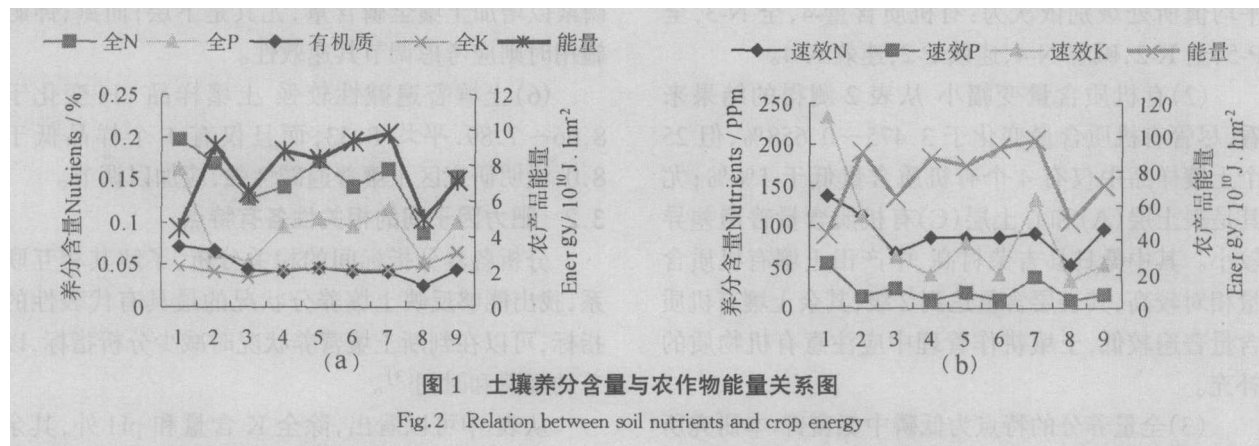 全N 全P 有机质 全K 能量
养分含量Nutrients / %
0.25
0.2
0.15
0.1
0.05
0
12
10
8
6
4
2
0
农产品能量
Energy/10¹⁰J. hm⁻²
1 2 3 4 5 6 7 8 9
(a)
速效N 速效P 速效K 能量
养分含量Nutrients / PPm
250
200
150
100
50
0
120
100
80
60
40
20
0
农产品能量
Energy/10¹⁰J. hm⁻²
1 2 3 4 5 6 7 8 9
(b)
图1 土壤养分含量与农作物能量关系图
Fig.2 Relation between soil nutrients and crop energy